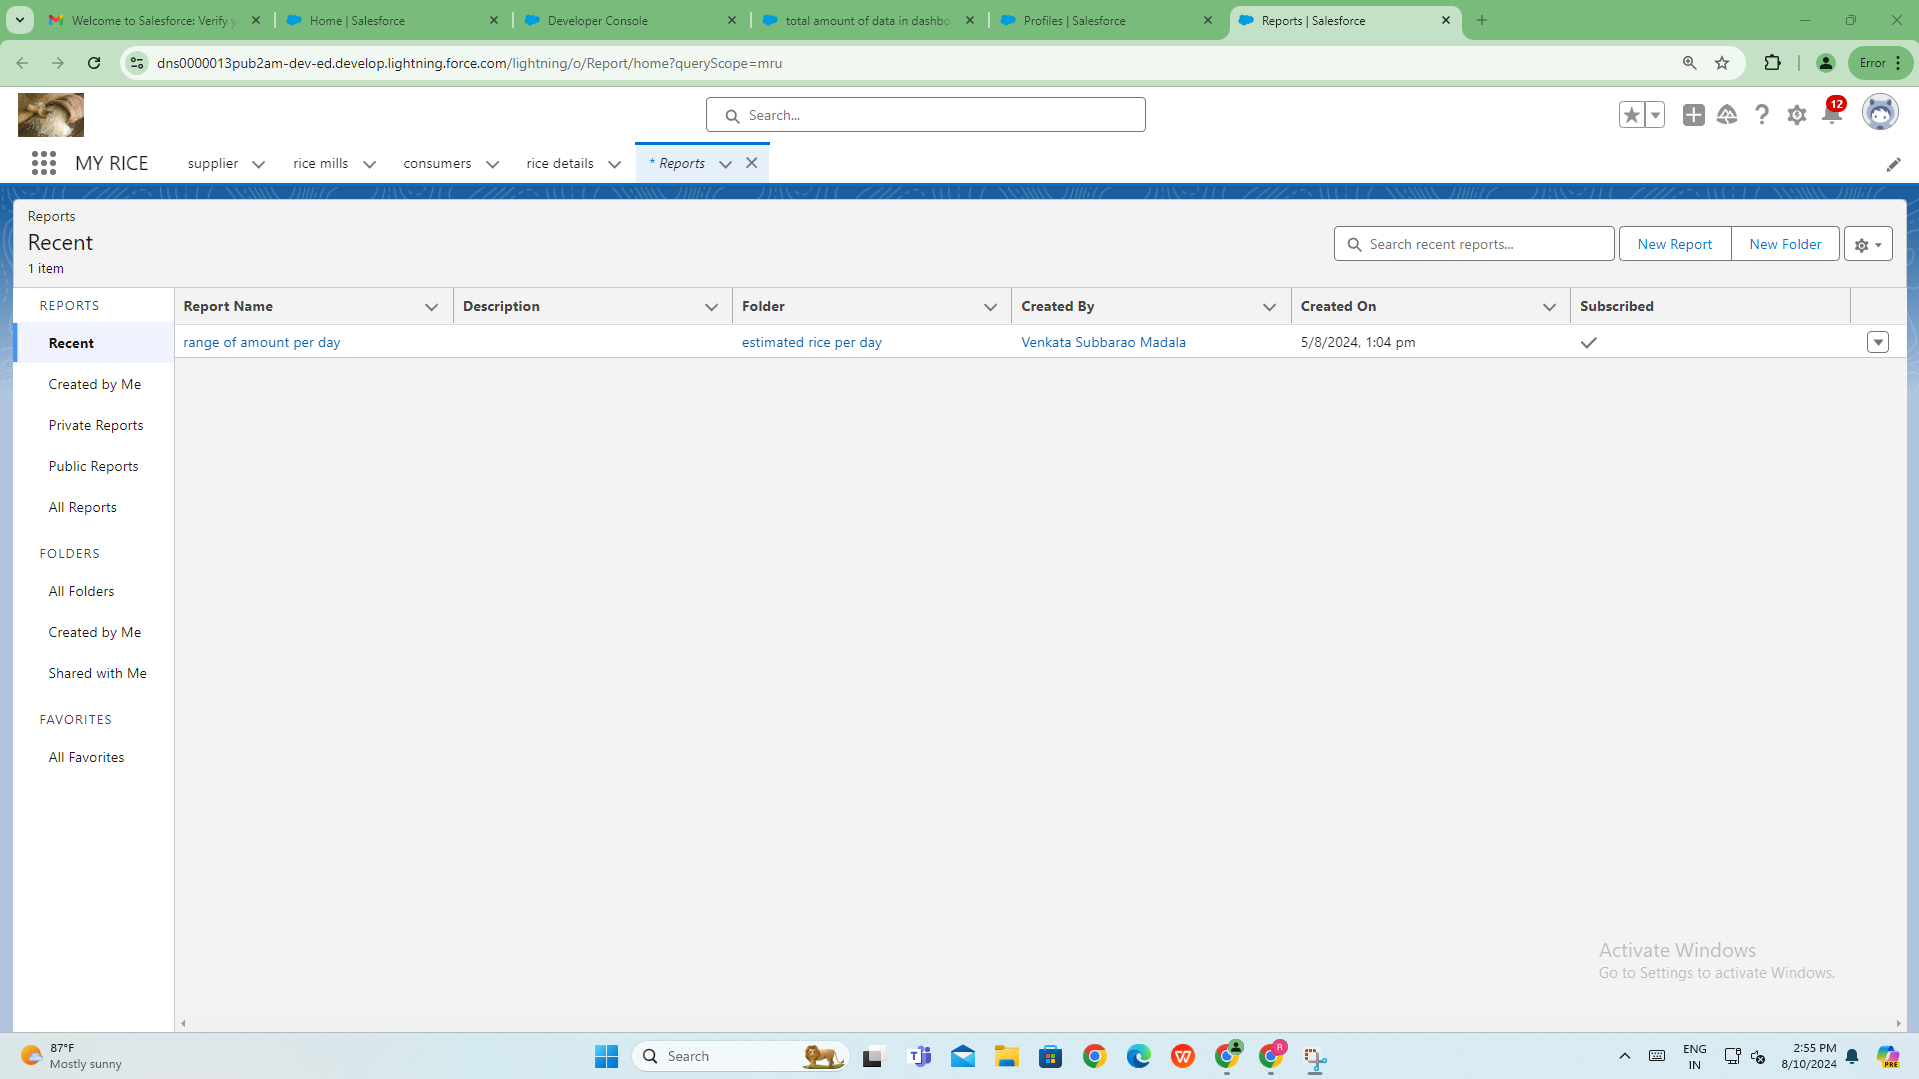 Welcome to Salesforce: Verify y
Home | Salesforce
Developer Console
total amount of data in dashbo
Profiles | Salesforce
Reports | Salesforce
dns0000013pub2am-dev-ed.develop.lightning.force.com/lightning/o/Report/home?queryScope=mru
Error
Search...
12
MY RICE
supplier
rice mills
consumers
rice details
* Reports
Reports
Recent
1 item
Search recent reports...
New Report
New Folder
REPORTS
Report Name
Description
Folder
Created By
Created On
Subscribed
Recent
range of amount per day
estimated rice per day
Venkata Subbarao Madala
5/8/2024, 1:04 pm
Created by Me
Private Reports
Public Reports
All Reports
FOLDERS
All Folders
Created by Me
Shared with Me
FAVORITES
All Favorites
Activate Windows
Go to Settings to activate Windows.
87°F
Mostly sunny
Search
R
ENG
IN
2:55 PM
8/10/2024
PRE